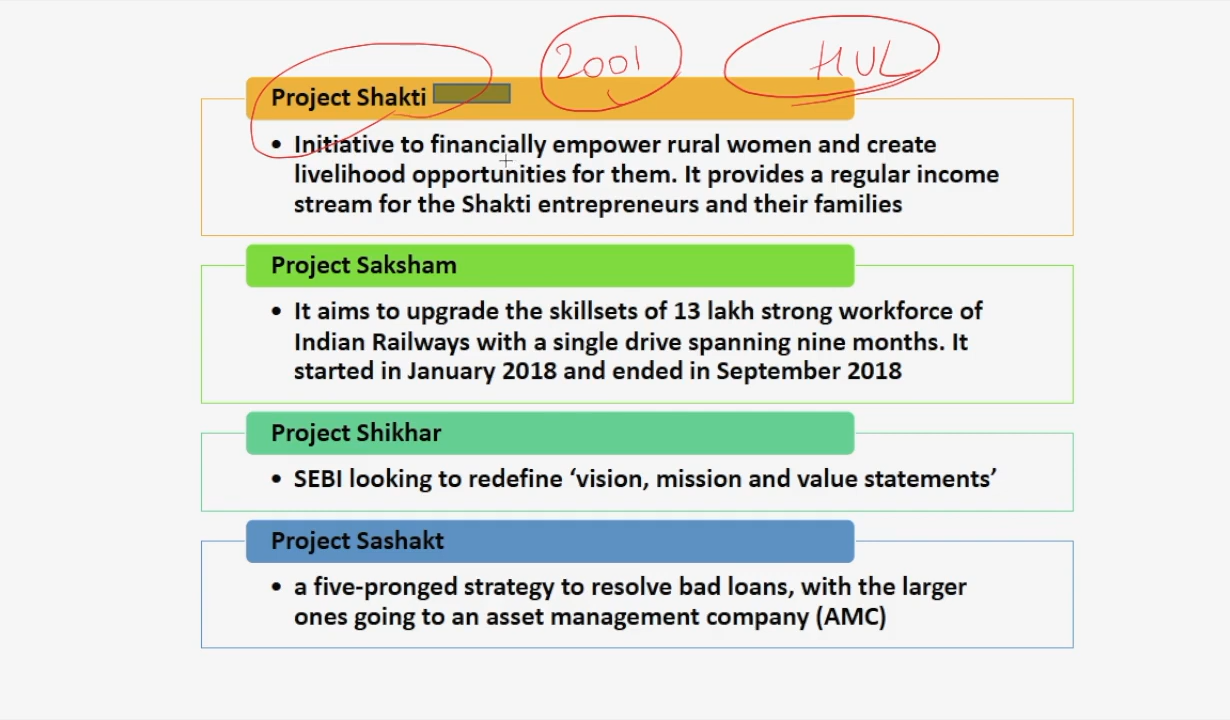 2001
HUL
Project Shakti
• Initiative to financially empower rural women and create
livelihood opportunities for them. It provides a regular income
stream for the Shakti entrepreneurs and their families
Project Saksham
• It aims to upgrade the skillsets of 13 lakh strong workforce of
Indian Railways with a single drive spanning nine months. It
started in January 2018 and ended in September 2018
Project Shikhar
• SEBI looking to redefine ‘vision, mission and value statements’
Project Sashakt
• a five-pronged strategy to resolve bad loans, with the larger
ones going to an asset management company (AMC)